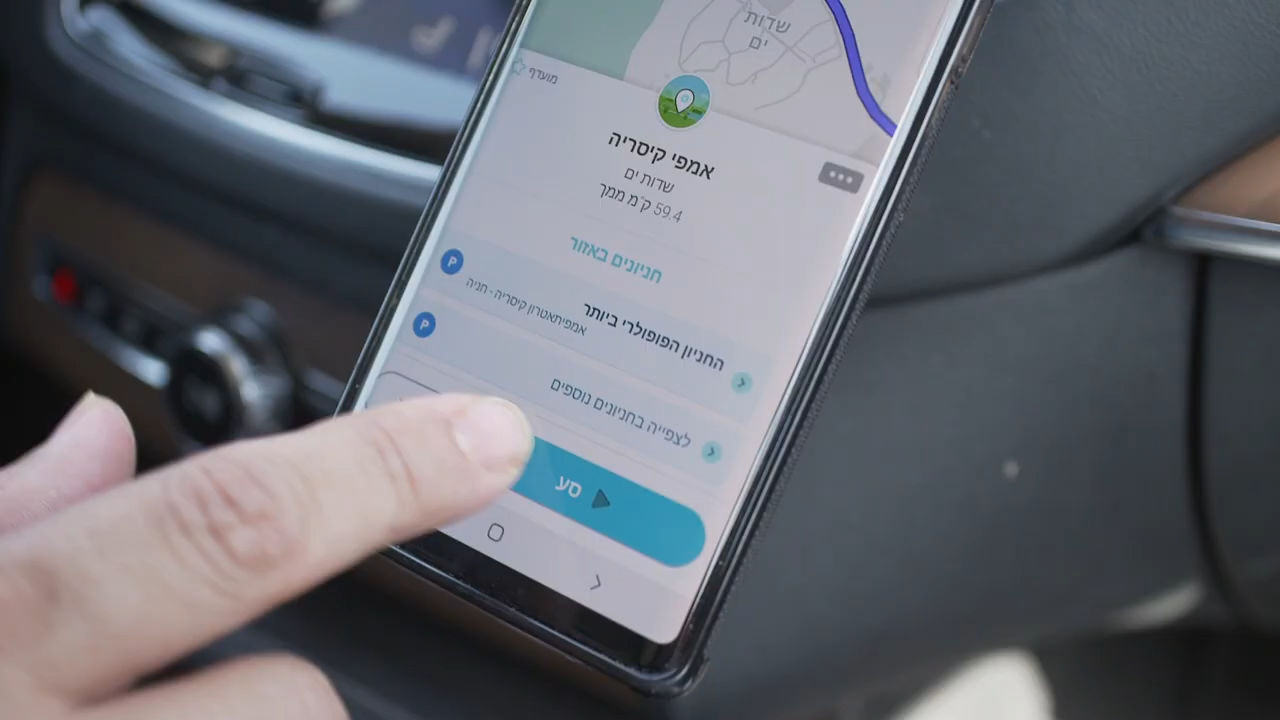 שדות
ים
מועדף
אמפי קיסריה
שדות ים
59.4 ק"מ ממך
חניונים באזור
P
החניון הפופולרי ביותר
אמפיתאטרון קיסריה - חניה
P
לצפייה בחניונים נוספים
סע